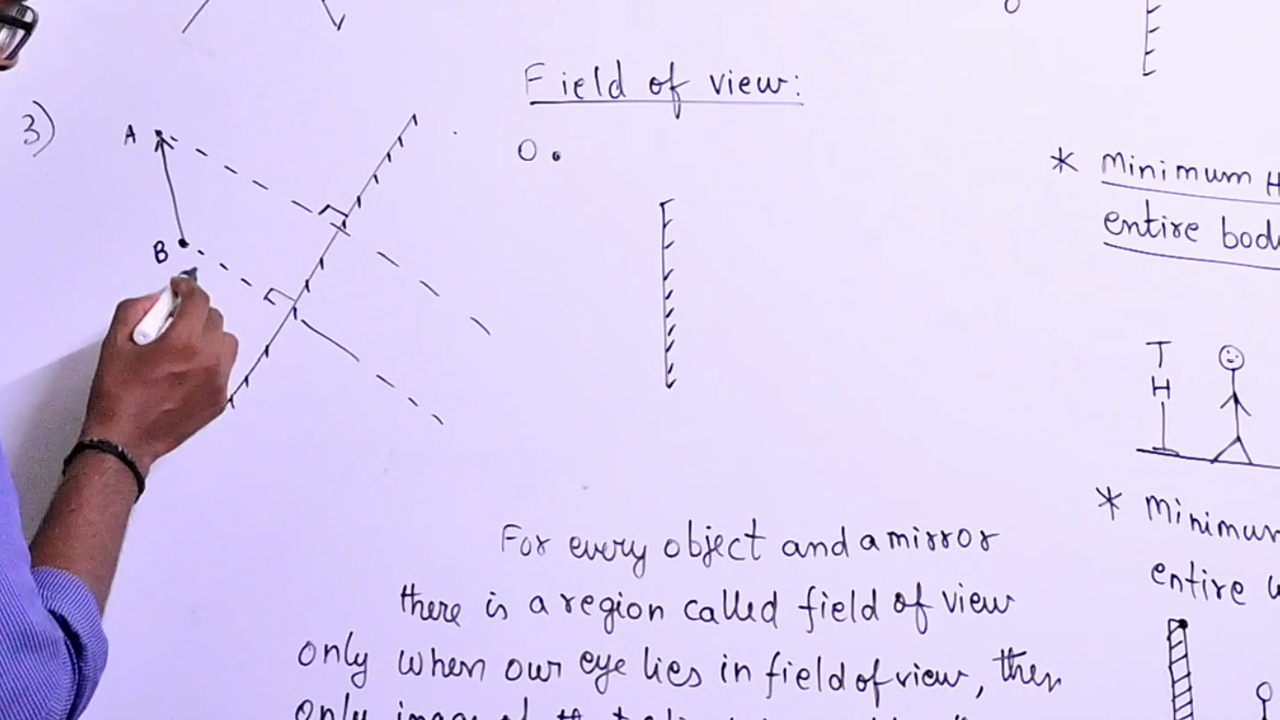 Field of view:
3)
A
B
O
O
* Minimum H
entire bod
T
H
For every object and a mirror
there is a region called field of view
only when our eye lies in field of view, then
* Minimum
entire